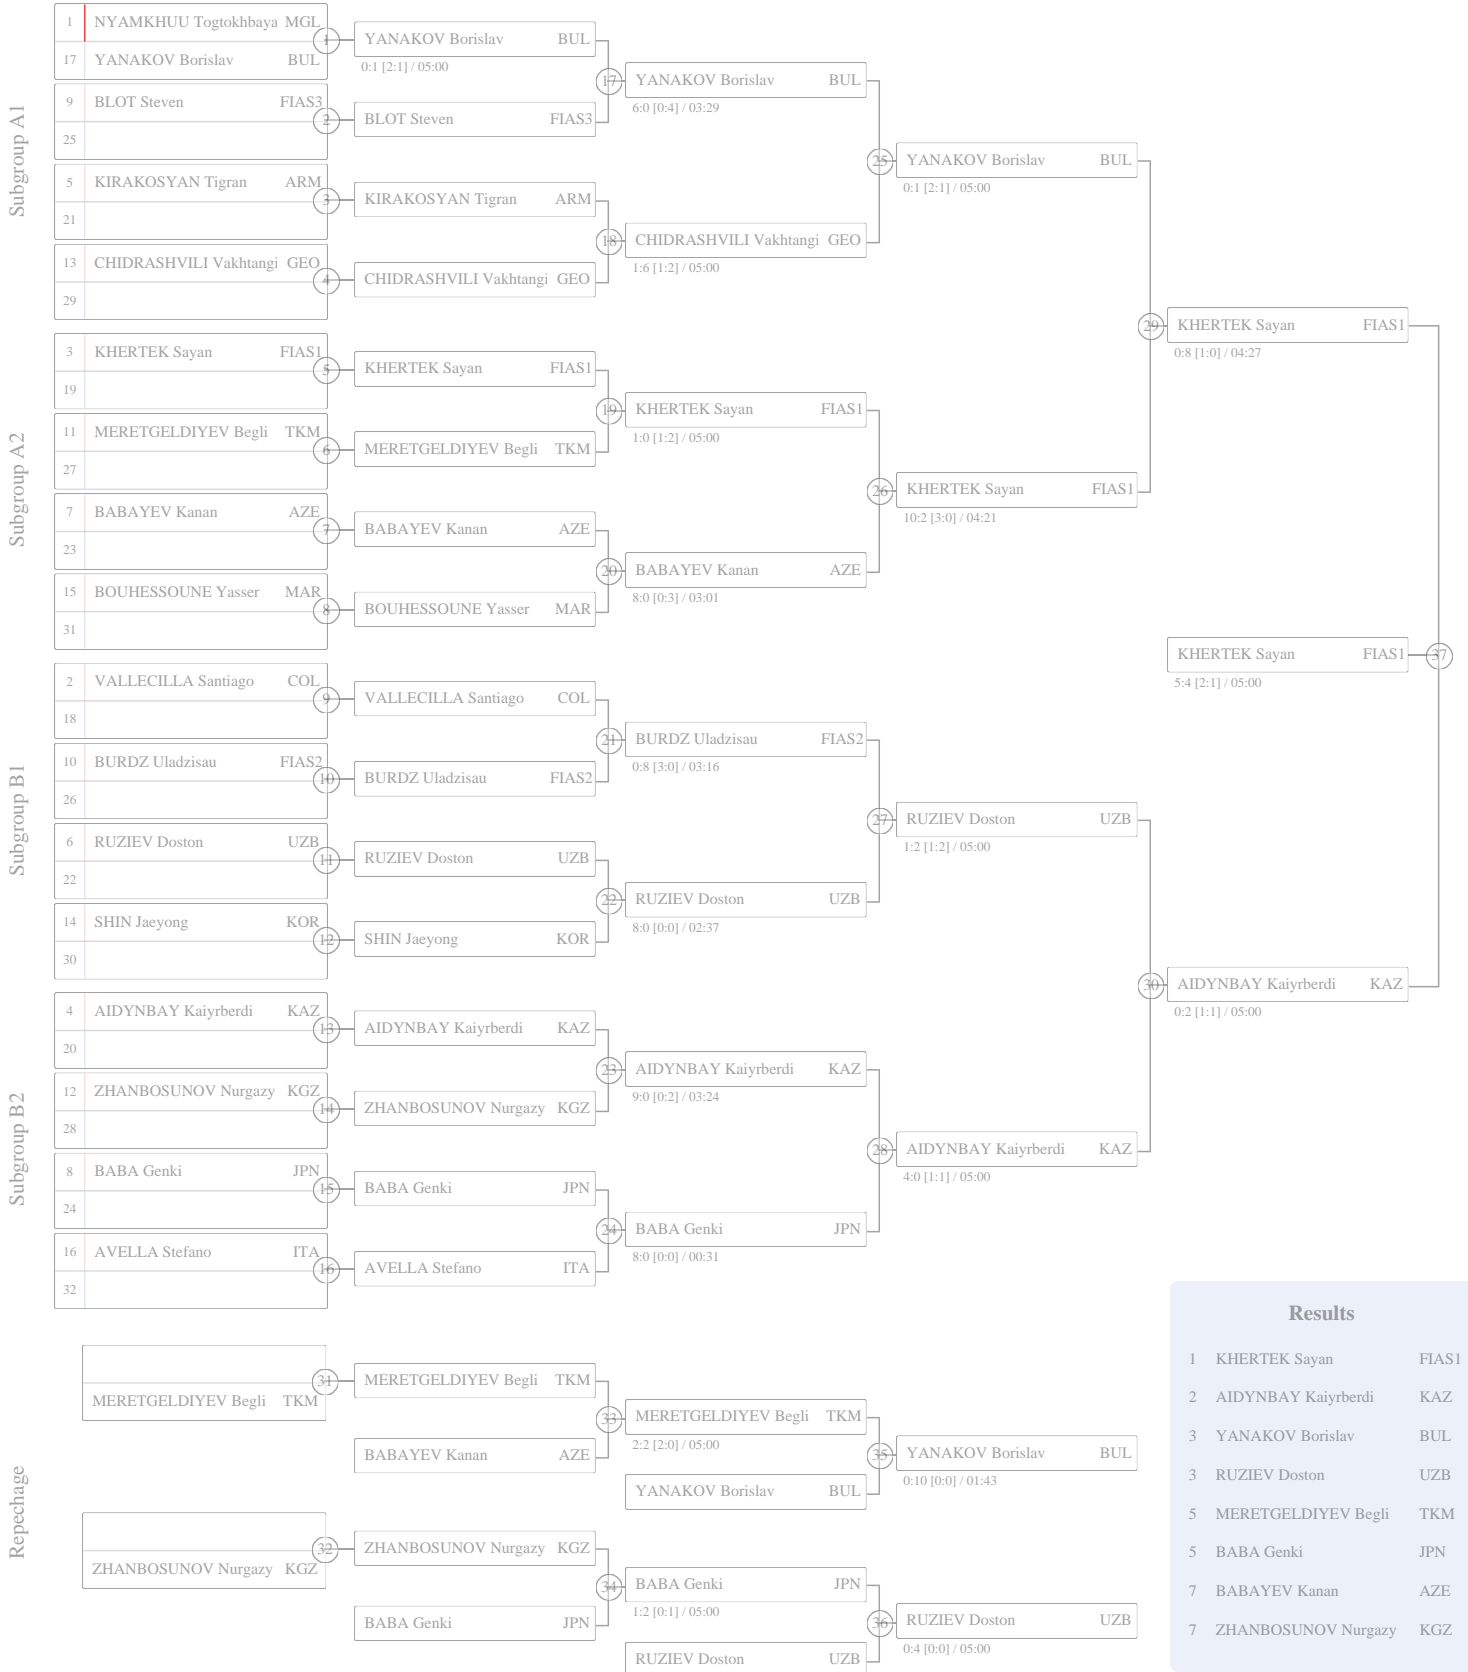 Subgroup A1
1 NYAMKHUU Togtokhbaya MGL
17 YANAKOV Borislav BUL
1
9 BLOT Steven FIAS3
25
2
5 KIRAKOSYAN Tigran ARM
21
3
13 CHIDRASHVILI Vakhtangi GEO
29
4
YANAKOV Borislav BUL
0:1 [2:1] / 05:00
BLOT Steven FIAS3
17
KIRAKOSYAN Tigran ARM
CHIDRASHVILI Vakhtangi GEO
18
YANAKOV Borislav BUL
6:0 [0:4] / 03:29
CHIDRASHVILI Vakhtangi GEO
1:6 [1:2] / 05:00
25
YANAKOV Borislav BUL
0:1 [2:1] / 05:00
Subgroup A2
3 KHERTEK Sayan FIAS1
19
5
11 MERETGELDIYEV Begli TKM
27
6
7 BABAYEV Kanan AZE
23
7
15 BOUHESSOUNE Yasser MAR
31
8
KHERTEK Sayan FIAS1
MERETGELDIYEV Begli TKM
19
BABAYEV Kanan AZE
BOUHESSOUNE Yasser MAR
20
KHERTEK Sayan FIAS1
1:0 [1:2] / 05:00
BABAYEV Kanan AZE
8:0 [0:3] / 03:01
26
KHERTEK Sayan FIAS1
10:2 [3:0] / 04:21
29
KHERTEK Sayan FIAS1
0:8 [1:0] / 04:27
Subgroup B1
2 VALLECILLA Santiago COL
18
9
10 BURDZ Uladzisau FIAS2
26
10
6 RUZIEV Doston UZB
22
11
14 SHIN Jaeyong KOR
30
12
VALLECILLA Santiago COL
BURDZ Uladzisau FIAS2
21
RUZIEV Doston UZB
SHIN Jaeyong KOR
22
BURDZ Uladzisau FIAS2
0:8 [3:0] / 03:16
RUZIEV Doston UZB
8:0 [0:0] / 02:37
27
RUZIEV Doston UZB
1:2 [1:2] / 05:00
Subgroup B2
4 AIDYNBAY Kaiyrberdi KAZ
20
13
12 ZHANBOSUNOV Nurgazy KGZ
28
14
8 BABA Genki JPN
24
15
16 AVELLA Stefano ITA
32
16
AIDYNBAY Kaiyrberdi KAZ
ZHANBOSUNOV Nurgazy KGZ
23
BABA Genki JPN
AVELLA Stefano ITA
24
AIDYNBAY Kaiyrberdi KAZ
9:0 [0:2] / 03:24
BABA Genki JPN
8:0 [0:0] / 00:31
28
AIDYNBAY Kaiyrberdi KAZ
4:0 [1:1] / 05:00
30
AIDYNBAY Kaiyrberdi KAZ
0:2 [1:1] / 05:00
KHERTEK Sayan FIAS1
5:4 [2:1] / 05:00
37
Repechage
MERETGELDIYEV Begli TKM
31
MERETGELDIYEV Begli TKM
BABAYEV Kanan AZE
33
MERETGELDIYEV Begli TKM
2:2 [2:0] / 05:00
YANAKOV Borislav BUL
35
YANAKOV Borislav BUL
0:10 [0:0] / 01:43
ZHANBOSUNOV Nurgazy KGZ
32
ZHANBOSUNOV Nurgazy KGZ
BABA Genki JPN
34
BABA Genki JPN
1:2 [0:1] / 05:00
RUZIEV Doston UZB
36
RUZIEV Doston UZB
0:4 [0:0] / 05:00
Results
1 KHERTEK Sayan FIAS1
2 AIDYNBAY Kaiyrberdi KAZ
3 YANAKOV Borislav BUL
3 RUZIEV Doston UZB
5 MERETGELDIYEV Begli TKM
5 BABA Genki JPN
7 BABAYEV Kanan AZE
7 ZHANBOSUNOV Nurgazy KGZ